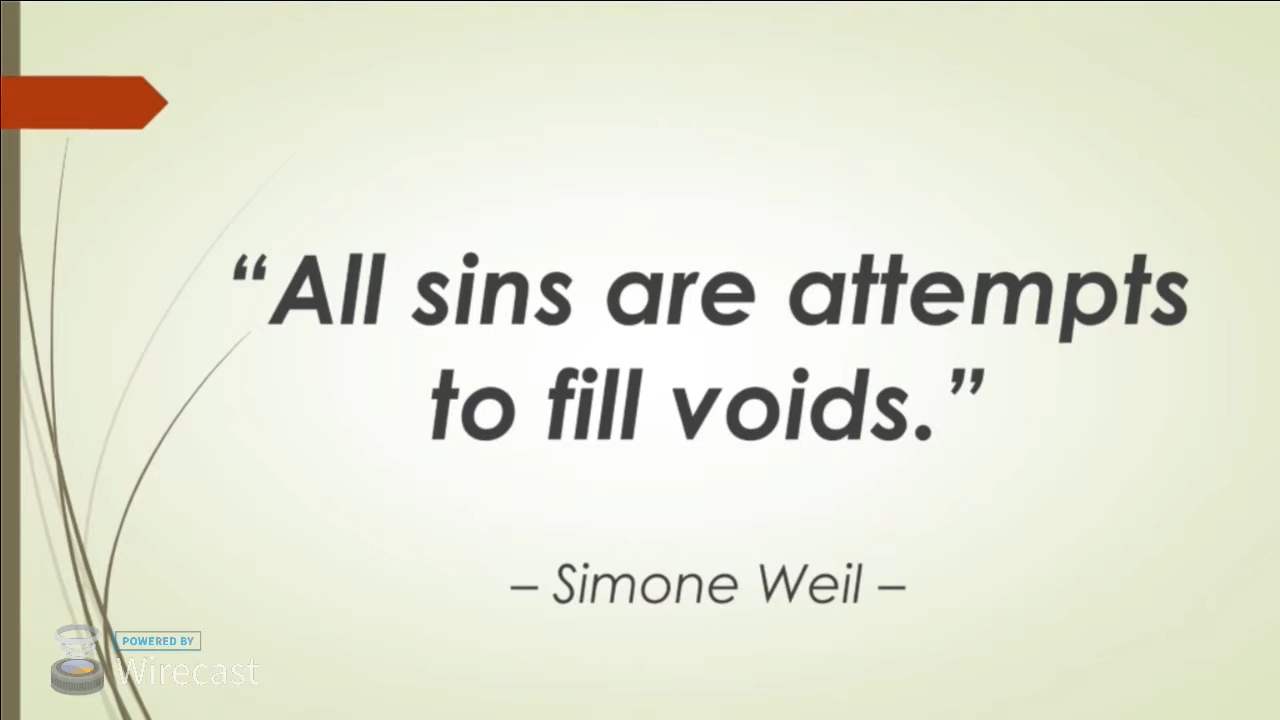 “All sins are attempts
to fill voids.”
– Simone Weil –
POWERED BY
Wirecast